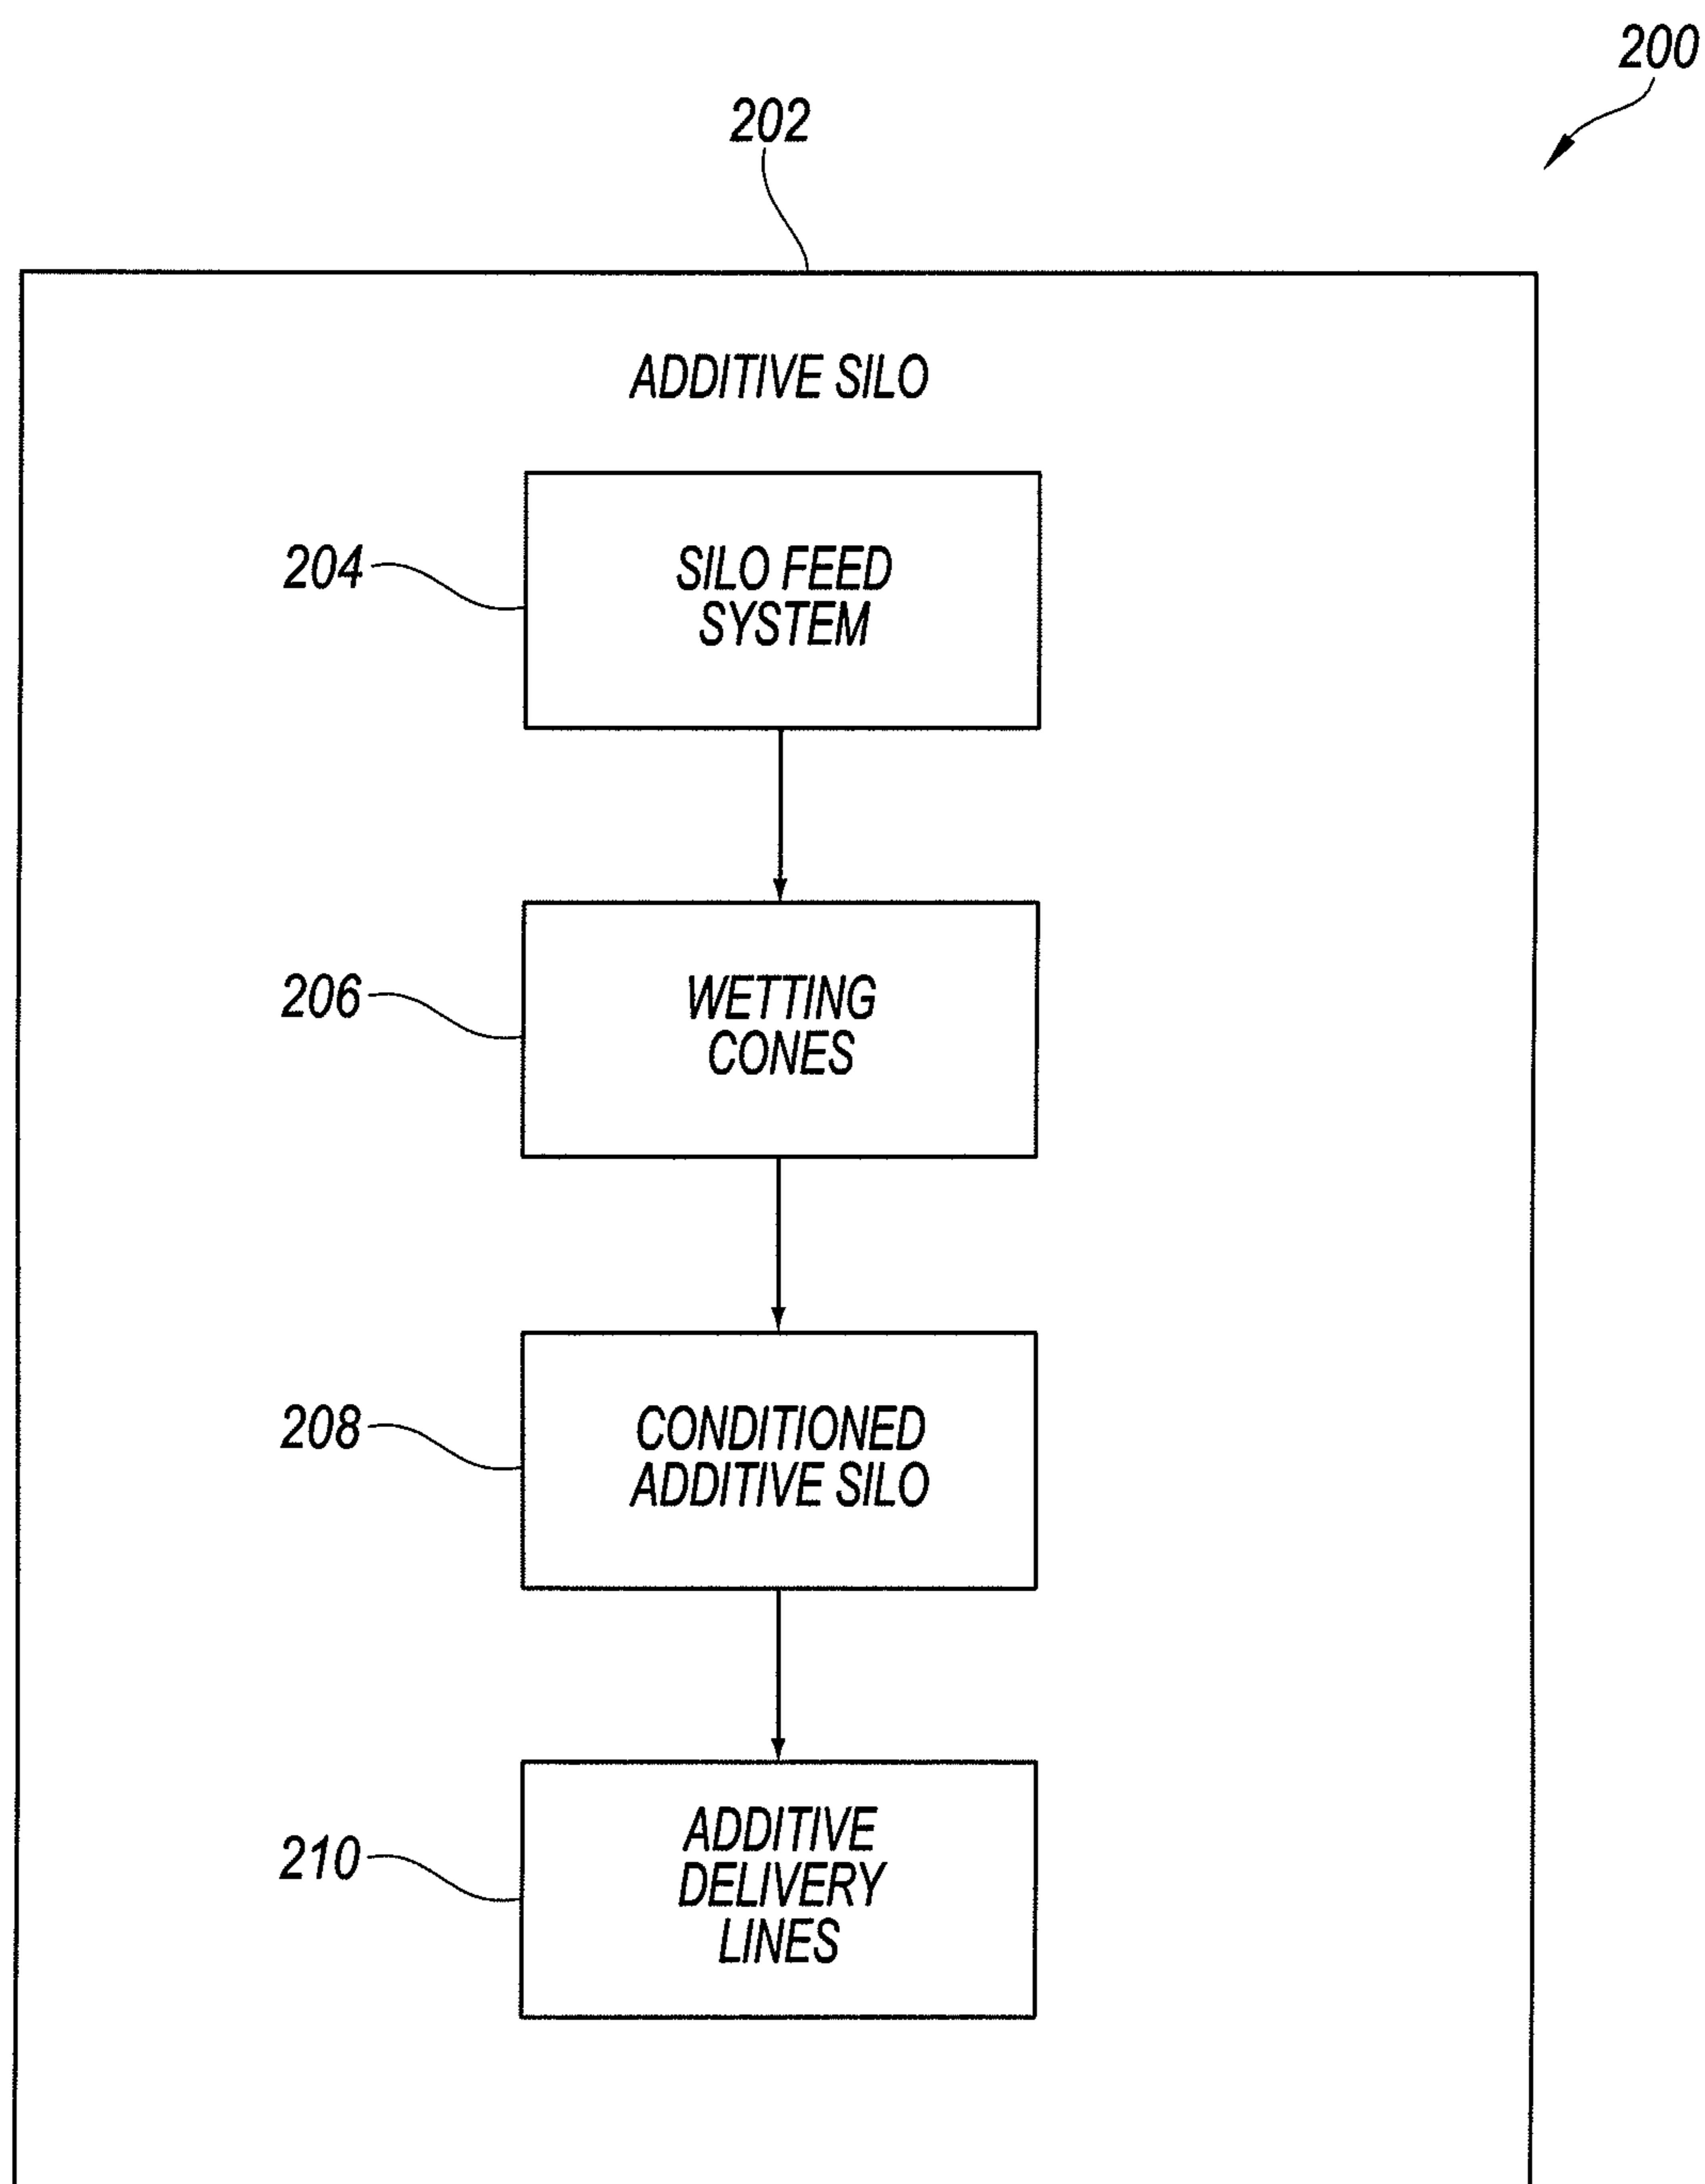 200
202
ADDITIVE SILO
204
SILO FEED
SYSTEM
206
WETTING
CONES
208
CONDITIONED
ADDITIVE SILO
210
ADDITIVE
DELIVERY
LINES